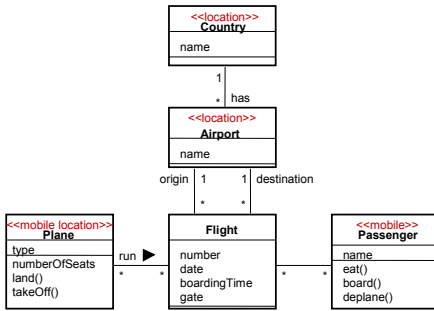 <<location>>
Country
name
1
* has
<<location>>
Airport
name
origin 1 1 destination
* *
<<mobile location>>
Plane
type
numberOfSeats
land()
takeOff()
run
* *
Flight
number
date
boardingTime
gate
* *
<<mobile>>
Passenger
name
eat()
board()
deplane()